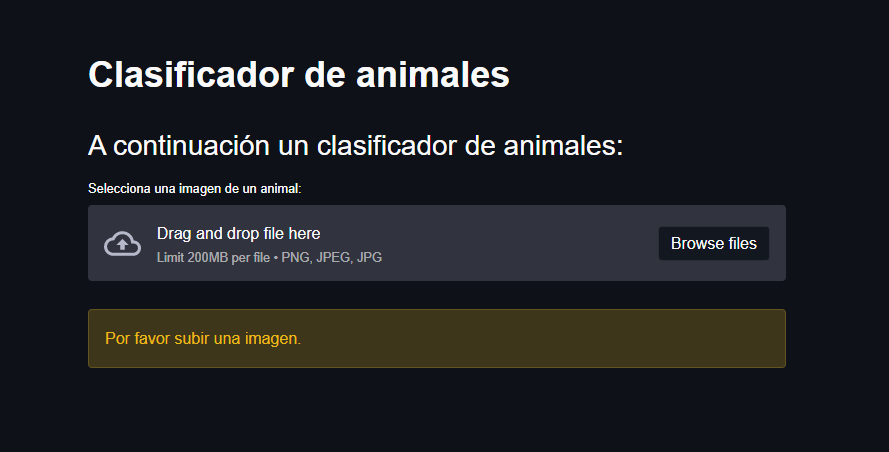 Clasificador de animales
A continuación un clasificador de animales:
Selecciona una imagen de un animal:
Drag and drop file here
Limit 200MB per file • PNG, JPEG, JPG
Browse files
Por favor subir una imagen.